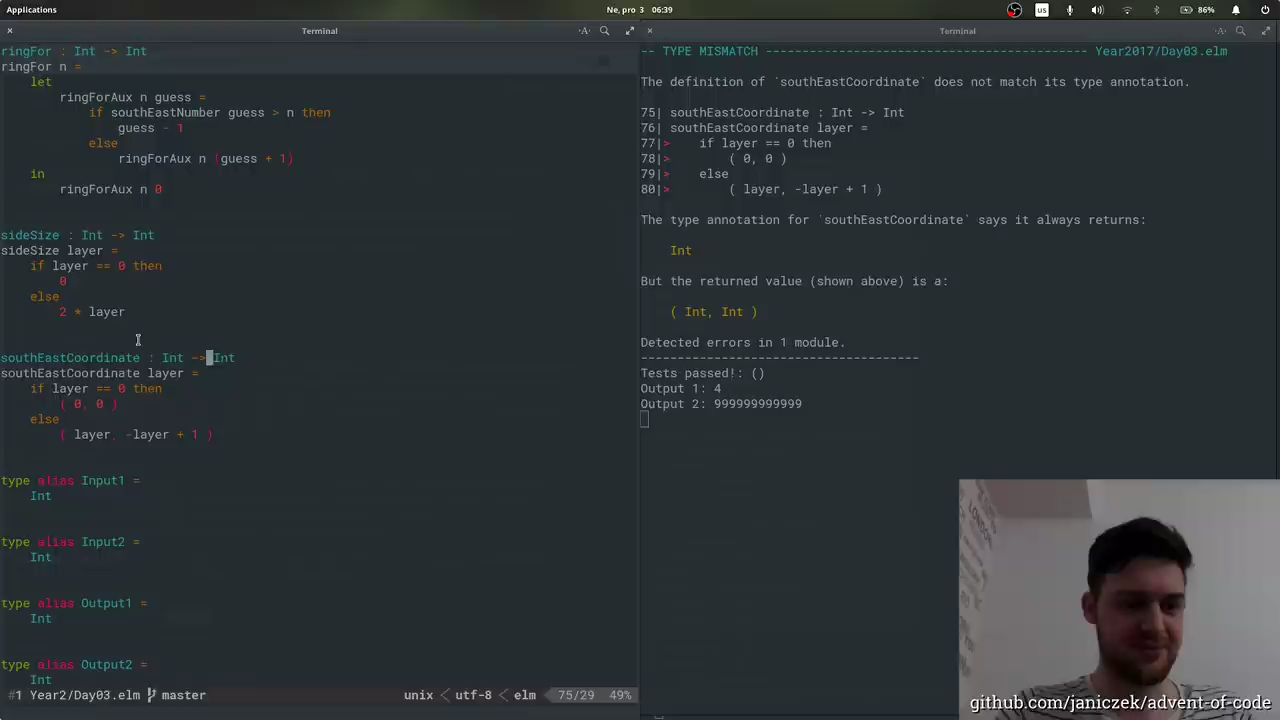 Applications
Ne, pro 3 06:39
us
86%
Terminal
Terminal
ringFor : Int -> Int
ringFor n =
let
ringForAux n guess =
if southEastNumber guess > n then
guess - 1
else
ringForAux n (guess + 1)
in
ringForAux n 0
sideSize : Int -> Int
sideSize layer =
if layer == 0 then
0
else
2 * layer
southEastCoordinate : Int -> Int
southEastCoordinate layer =
if layer == 0 then
( 0, 0 )
else
( layer, -layer + 1 )
type alias Input1 =
Int
type alias Input2 =
Int
type alias Output1 =
Int
type alias Output2 =
Int
#1 Year2/Day03.elm master unix < utf-8 < elm 75/29 49%
-- TYPE MISMATCH -------------------------------------------- Year2017/Day03.elm
The definition of `southEastCoordinate` does not match its type annotation.
75| southEastCoordinate : Int -> Int
76| southEastCoordinate layer =
77|> if layer == 0 then
78|> ( 0, 0 )
79|> else
80|> ( layer, -layer + 1 )
The type annotation for `southEastCoordinate` says it always returns:
Int
But the returned value (shown above) is a:
( Int, Int )
Detected errors in 1 module.
--------------------------------------
Tests passed!: ()
Output 1: 4
Output 2: 999999999999
LONDON
github.com/janiczek/advent-of-code